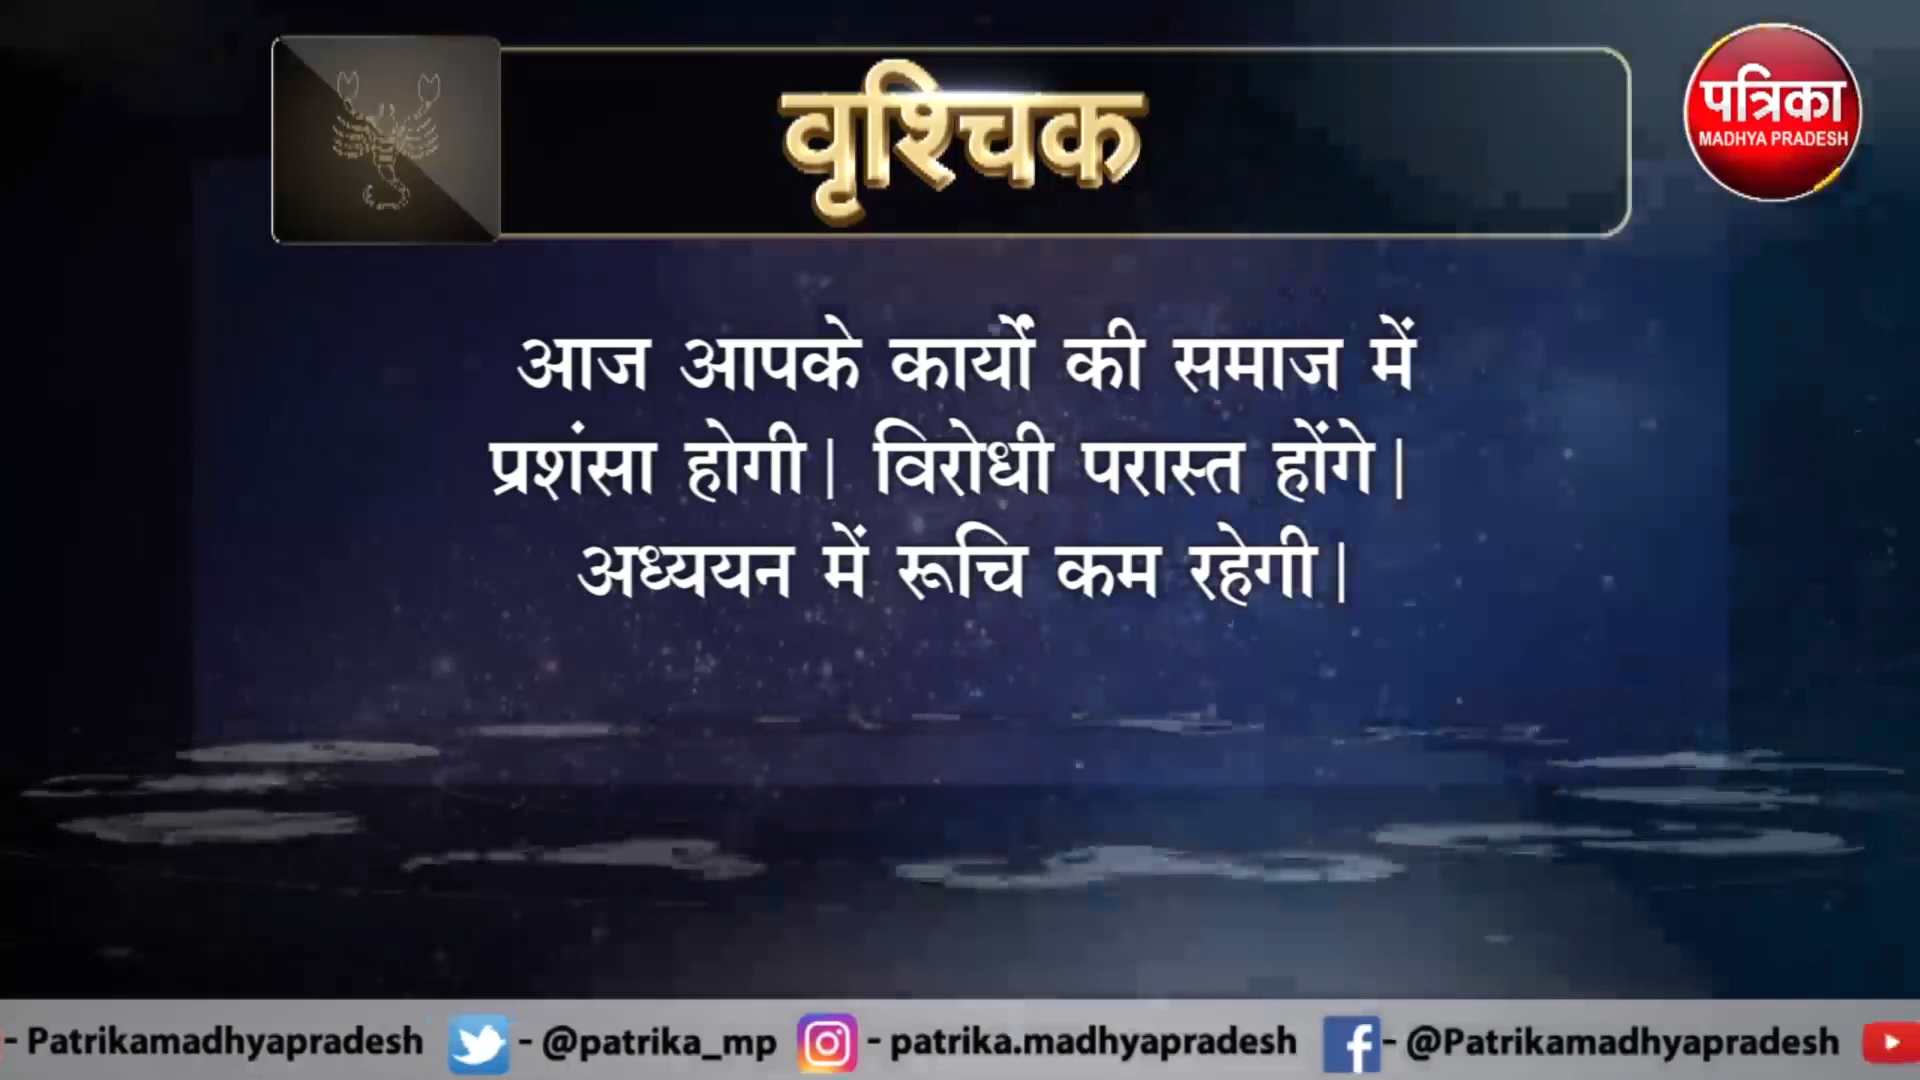 वृश्चिक
पत्रिका
MADHYA PRADESH
आज आपके कार्यों की समाज में
प्रशंसा होगी। विरोधी परास्त होंगे।
अध्ययन में रूचि कम रहेगी।
- Patrikamadhyapradesh - @patrika_mp - patrika.madhyapradesh - @Patrikamadhyapradesh